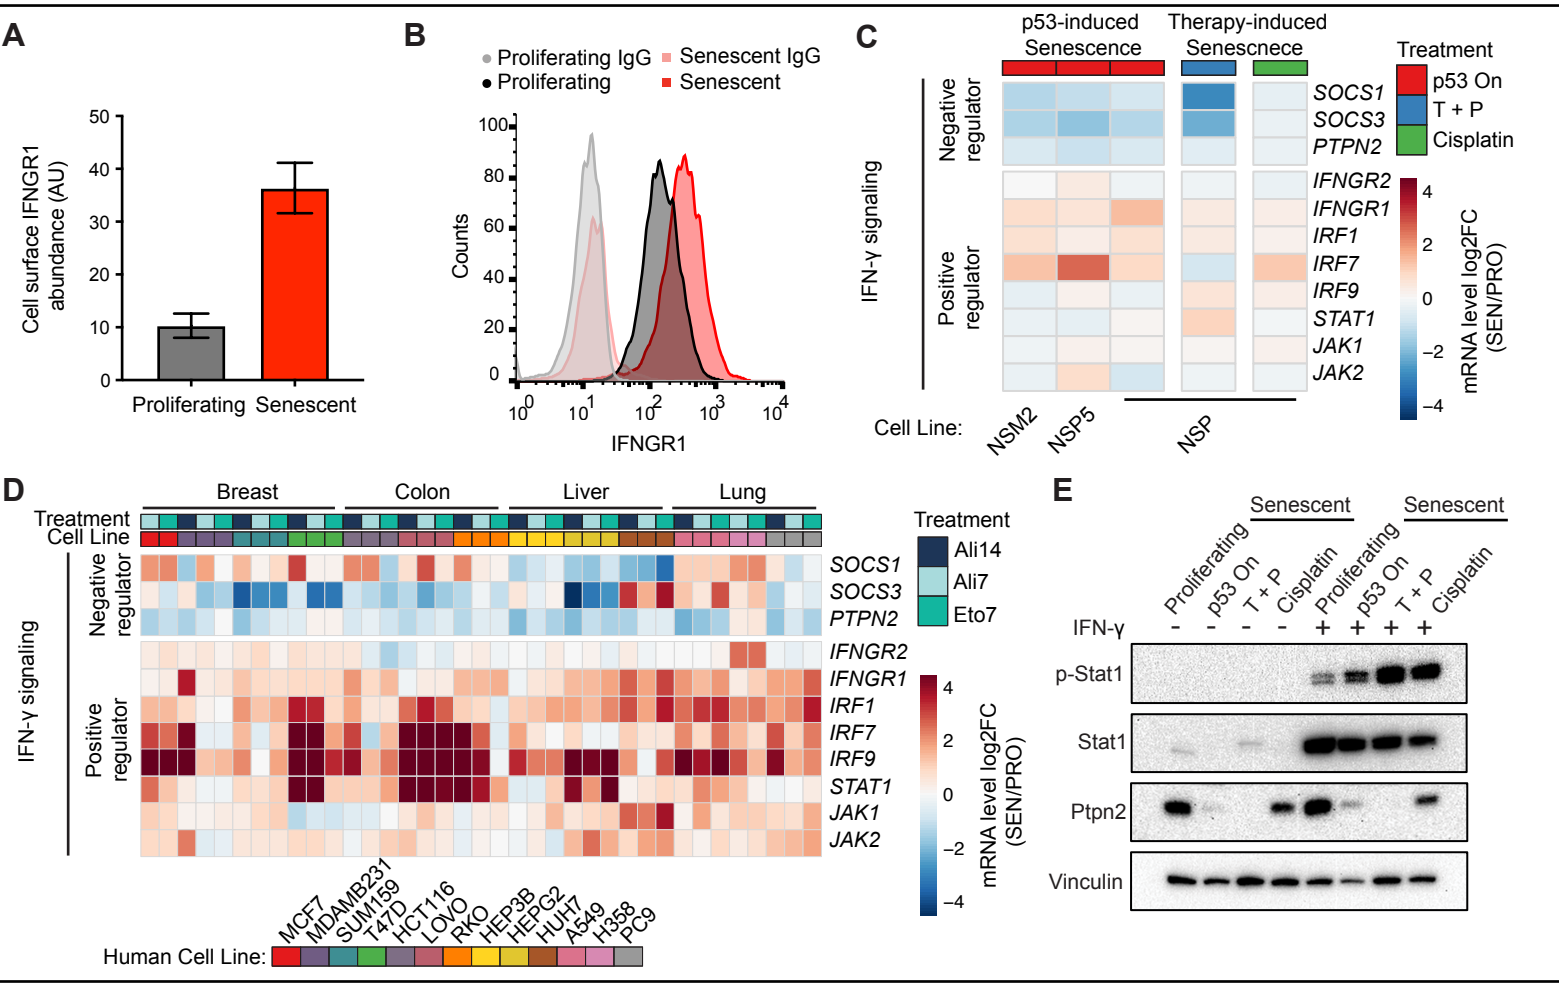 A
Cell surface IFNGR1
abundance (AU)
50
40
30
20
10
0
Proliferating
Senescent
B
Proliferating IgG
Senescent IgG
Proliferating
Senescent
Counts
100
80
60
40
20
0
10^0
10^1
10^2
10^3
10^4
IFNGR1
C
p53-induced
Senescence
Therapy-induced
Senescnece
Treatment
p53 On
T + P
Cisplatin
IFN-γ signaling
Negative
regulator
Positive
regulator
SOCS1
SOCS3
PTPN2
IFNGR2
IFNGR1
IRF1
IRF7
IRF9
STAT1
JAK1
JAK2
4
2
0
−2
−4
mRNA level log2FC
(SEN/PRO)
Cell Line:
NSM2
NSP5
NSP
D
Breast
Colon
Liver
Lung
Treatment
Cell Line
IFN-γ signaling
Negative
regulator
Positive
regulator
SOCS1
SOCS3
PTPN2
IFNGR2
IFNGR1
IRF1
IRF7
IRF9
STAT1
JAK1
JAK2
Treatment
Ali14
Ali7
Eto7
4
2
0
−2
−4
mRNA level log2FC
(SEN/PRO)
MCF7
MDAMB231
SUM159
T47D
HCT116
LOVO
RKO
HEP3B
HEPG2
HUH7
A549
H358
PC9
Human Cell Line:
E
Senescent
Senescent
Proliferating
p53 On
T + P
Cisplatin
Proliferating
p53 On
T + P
Cisplatin
IFN-γ - - - - + + + +
p-Stat1
Stat1
Ptpn2
Vinculin